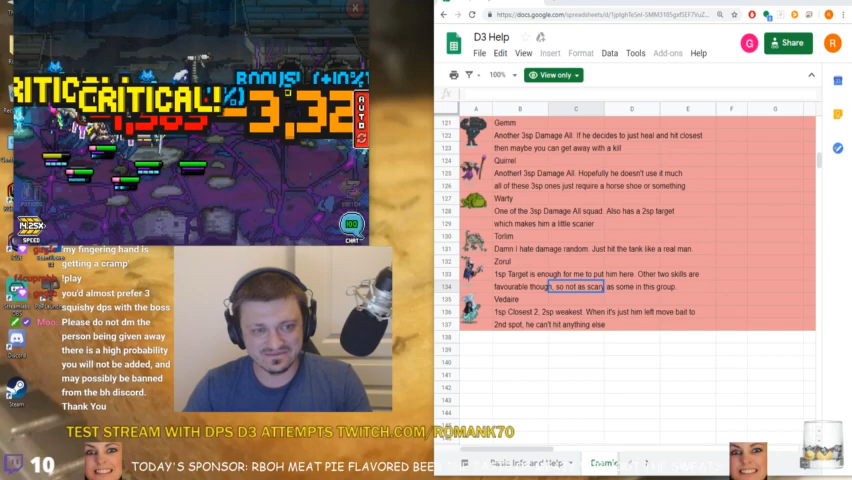 CRITICAL!
BONUS! (+10%)
3,32
AUTO
14.25X
SPEED
100
CHAT
my fingering hand is
getting a cramp
!play
you'd almost prefer 3
squishy dps with the boss
Please do not dm the
person being given away
there is a high probability
you will not be added, and
may possibly be banned
from the bh discord.
Thank You
Discord
Steam
TEST STREAM WITH DPS D3 ATTEMPTS TWITCH.COM/ROMANK70
10
TODAY'S SPONSOR: RBOH MEAT PIE FLAVORED BEE
https://docs.google.com/spreadsheets/d/
D3 Help
File Edit View Insert Format Data Tools Add-ons Help
G
Share
R
100%
View only
fx
A B C D E F G
121 Gemm
122 Another 3sp Damage All. If he decides to just heal and hit closest
123 then maybe you can get away with a kill
124 Quirrel
125 Another! 3sp Damage All. Hopefully he doesn't use it much
126 all of these 3sp ones just require a horse shoe or something
127 Warty
128 One of the 3sp Damage All squad. Also has a 2sp target
129 which makes him a little scarier
130 Torlim
131 Damn I hate damage random. Just hit the tank like a real man.
132 Zorul
133 1sp Target is enough for me to put him here. Other two skills are
134 favourable though, so not as scary as some in this group.
135 Vedaire
136 1sp Closest 2, 2sp weakest. When it's just him left move bait to
137 2nd spot, he can't hit anything else
138
139
140
141
142
143
144
Basic Info and Help
Enemie